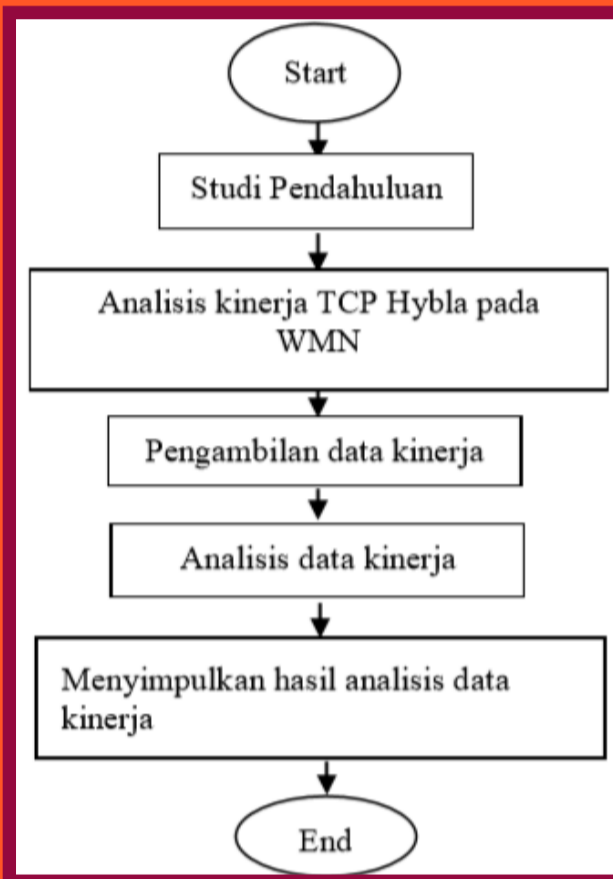 Start
Studi Pendahuluan
Analisis kinerja TCP Hybla pada
WMN
Pengambilan data kinerja
Analisis data kinerja
Menyimpulkan hasil analisis data
kinerja
End